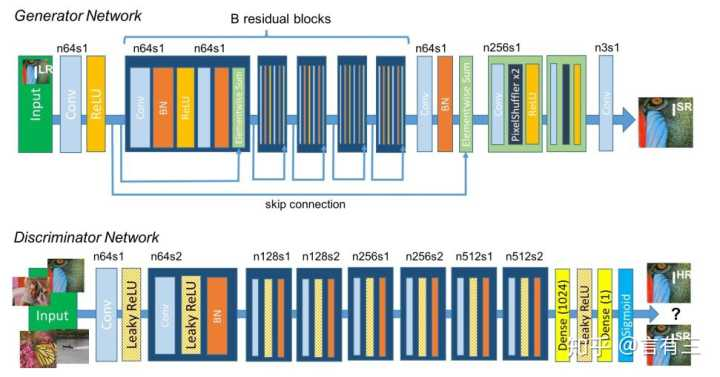 Generator Network
B residual blocks
n64s1
n64s1
n64s1
n64s1
n256s1
n3s1
I^LR
Input
Conv
ReLU
Conv
BN
ReLU
Elementwise Sum
Conv
BN
Elementwise Sum
Conv
PixelShuffler x2
ReLU
Conv
I^SR
skip connection
Discriminator Network
n64s1
n64s2
n128s1
n128s2
n256s1
n256s2
n512s1
n512s2
Input
Conv
Leaky ReLU
Conv
Leaky ReLU
BN
Dense (1024)
Leaky ReLU
Dense (1)
Sigmoid
I^HR
?
I^SR
知乎 @言有三